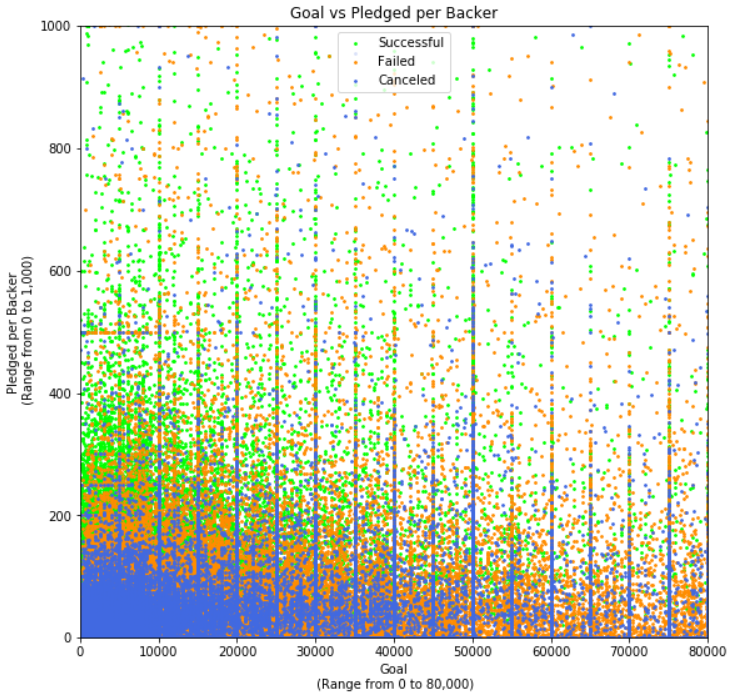 Goal vs Pledged per Backer
Successful
Failed
Canceled
1000
800
600
400
200
0
Pledged per Backer
(Range from 0 to 1,000)
0
10000
20000
30000
40000
50000
60000
70000
80000
Goal
(Range from 0 to 80,000)